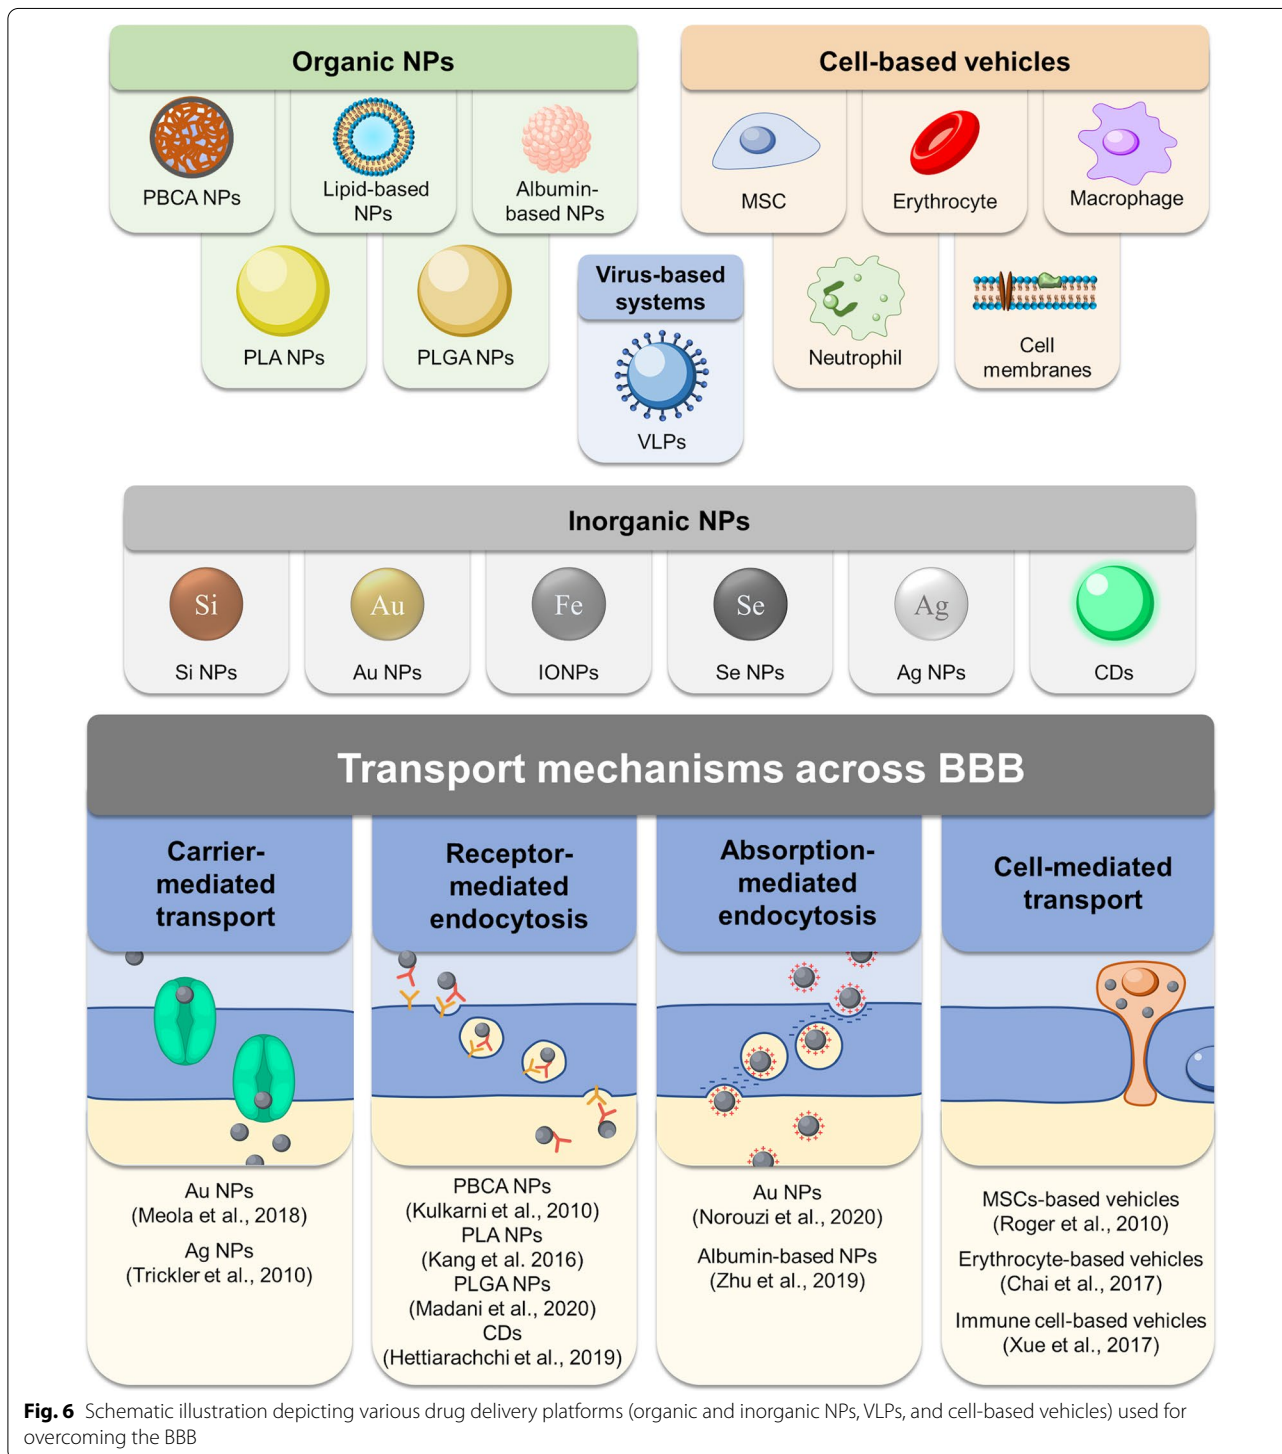 Organic NPs
PBCA NPs
Lipid-based
NPs
Albumin-
based NPs
PLA NPs
PLGA NPs
Cell-based vehicles
MSC
Erythrocyte
Macrophage
Neutrophil
Cell
membranes
Virus-based
systems
VLPs
Inorganic NPs
Si
Au
Fe
Se
Ag
Si NPs
Au NPs
IONPs
Se NPs
Ag NPs
CDs
Transport mechanisms across BBB
Carrier-
mediated
transport
Au NPs
(Meola et al., 2018)
Ag NPs
(Trickler et al., 2010)
Receptor-
mediated
endocytosis
PBCA NPs
(Kulkarni et al., 2010)
PLA NPs
(Kang et al. 2016)
PLGA NPs
(Madani et al., 2020)
CDs
(Hettiarachchi et al., 2019)
Absorption-
mediated
endocytosis
Au NPs
(Norouzi et al., 2020)
Albumin-based NPs
(Zhu et al., 2019)
Cell-mediated
transport
MSCs-based vehicles
(Roger et al., 2010)
Erythrocyte-based vehicles
(Chai et al., 2017)
Immune cell-based vehicles
(Xue et al., 2017)
Fig. 6 Schematic illustration depicting various drug delivery platforms (organic and inorganic NPs, VLPs, and cell-based vehicles) used for
overcoming the BBB